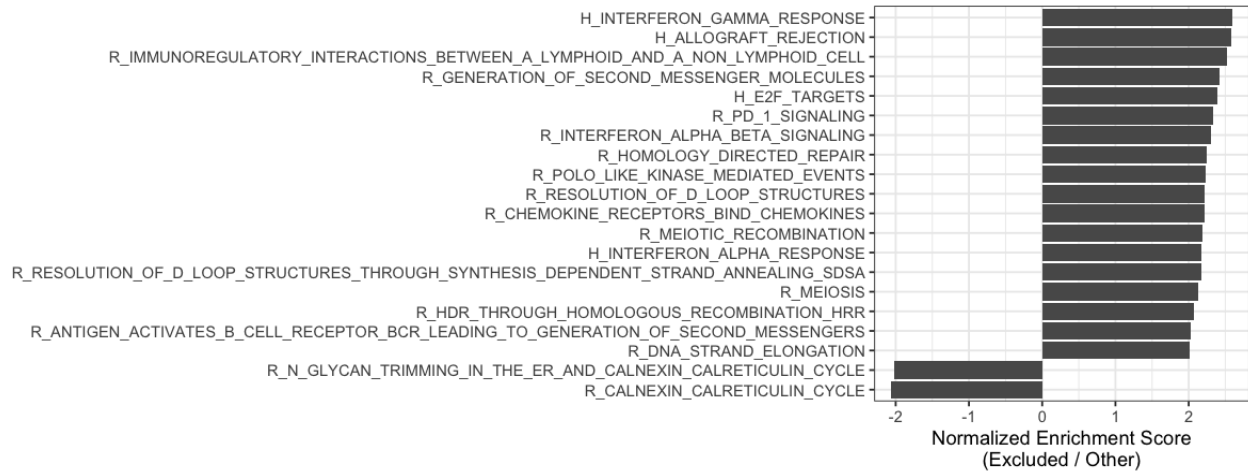 H_INTERFERON_GAMMA_RESPONSE
H_ALLOGRAFT_REJECTION
R_IMMUNOREGULATORY_INTERACTIONS_BETWEEN_A_LYMPHOID_AND_A_NON_LYMPHOID_CELL
R_GENERATION_OF_SECOND_MESSENGER_MOLECULES
H_E2F_TARGETS
R_PD_1_SIGNALING
R_INTERFERON_ALPHA_BETA_SIGNALING
R_HOMOLOGY_DIRECTED_REPAIR
R_POLO_LIKE_KINASE_MEDIATED_EVENTS
R_RESOLUTION_OF_D_LOOP_STRUCTURES
R_CHEMOKINE_RECEPTORS_BIND_CHEMOKINES
R_MEIOTIC_RECOMBINATION
H_INTERFERON_ALPHA_RESPONSE
R_RESOLUTION_OF_D_LOOP_STRUCTURES_THROUGH_SYNTHESIS_DEPENDENT_STRAND_ANNEALING_SDSA
R_MEIOSIS
R_HDR_THROUGH_HOMOLOGOUS_RECOMBINATION_HRR
R_ANTIGEN_ACTIVATES_B_CELL_RECEPTOR_BCR_LEADING_TO_GENERATION_OF_SECOND_MESSENGERS
R_DNA_STRAND_ELONGATION
R_N_GLYCAN_TRIMMING_IN_THE_ER_AND_CALNEXIN_CALRETICULIN_CYCLE
R_CALNEXIN_CALRETICULIN_CYCLE
-2 -1 0 1 2
Normalized Enrichment Score
(Excluded / Other)